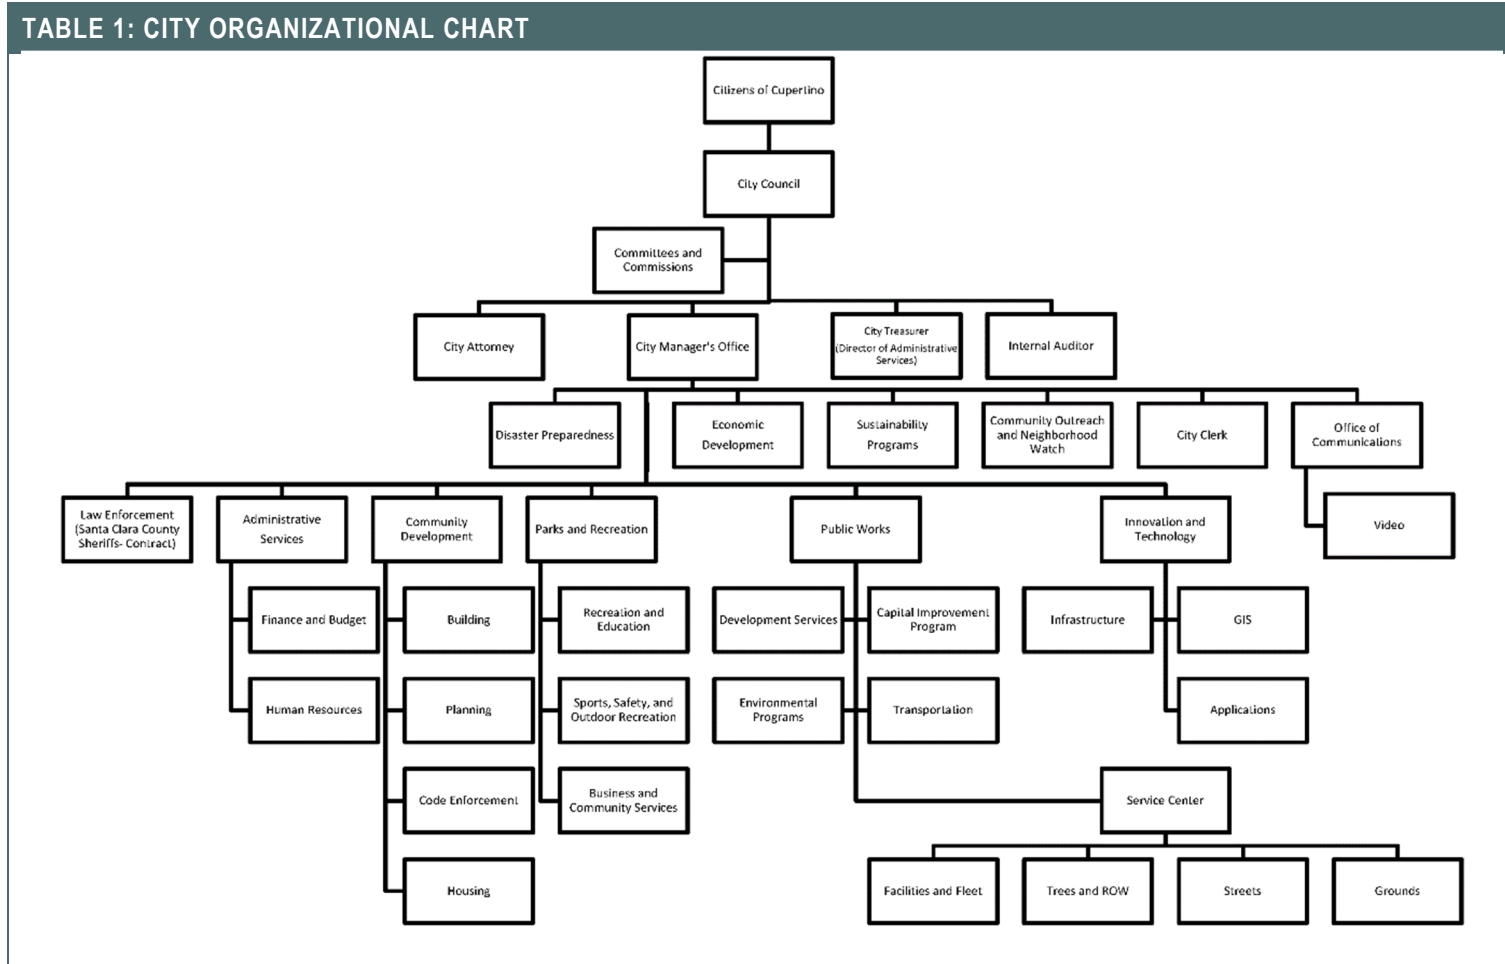 TABLE 1: CITY ORGANIZATIONAL CHART
Citizens of Cupertino
City Council
Committees and
Commissions
City Attorney
City Manager's Office
City Treasurer
(Director of Administrative
Services)
Internal Auditor
Disaster Preparedness
Economic
Development
Sustainability
Programs
Community Outreach
and Neighborhood
Watch
City Clerk
Office of
Communications
Video
Law Enforcement
(Santa Clara County
Sheriffs- Contract)
Administrative
Services
Community
Development
Parks and Recreation
Public Works
Innovation and
Technology
Finance and Budget
Building
Recreation and
Education
Development Services
Capital Improvement
Program
Infrastructure
GIS
Human Resources
Planning
Sports, Safety, and
Outdoor Recreation
Environmental
Programs
Transportation
Applications
Code Enforcement
Business and
Community Services
Service Center
Housing
Facilities and Fleet
Trees and ROW
Streets
Grounds